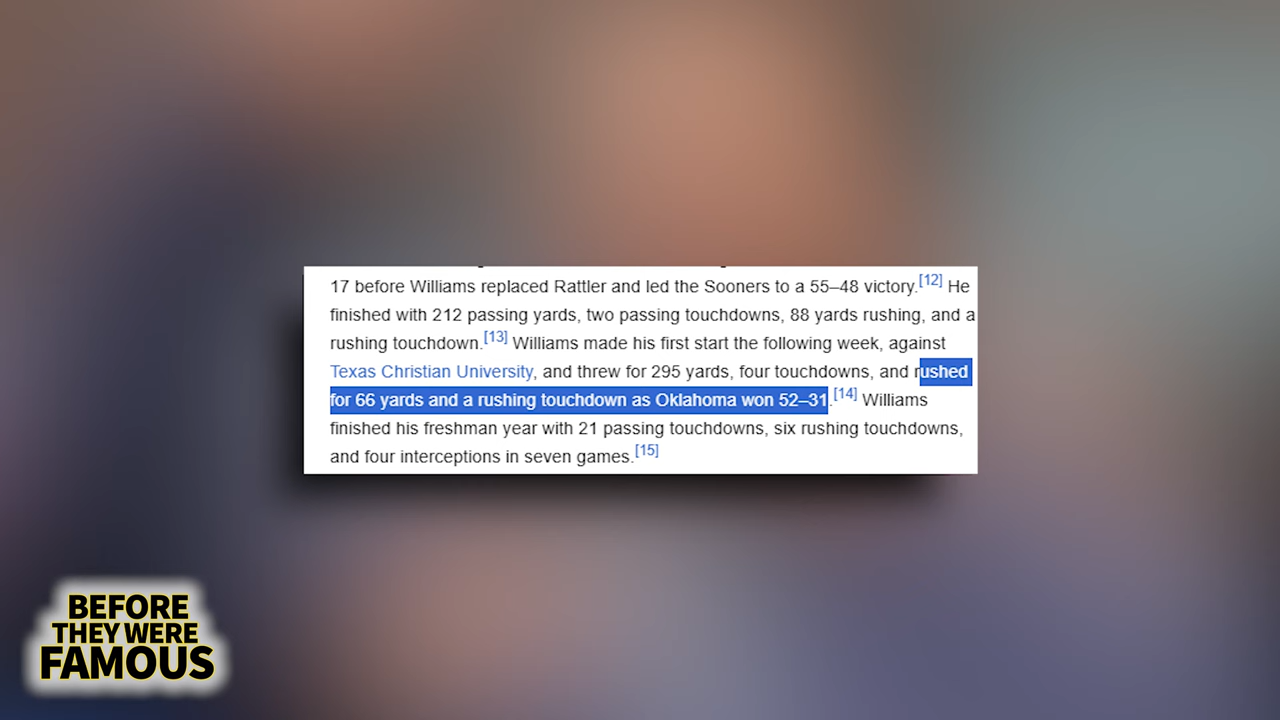 17 before Williams replaced Rattler and led the Sooners to a 55–48 victory.[12] He
finished with 212 passing yards, two passing touchdowns, 88 yards rushing, and a
rushing touchdown.[13] Williams made his first start the following week, against
Texas Christian University, and threw for 295 yards, four touchdowns, and rushed
for 66 yards and a rushing touchdown as Oklahoma won 52–31.[14] Williams
finished his freshman year with 21 passing touchdowns, six rushing touchdowns,
and four interceptions in seven games.[15]
BEFORE
THEY WERE
FAMOUS